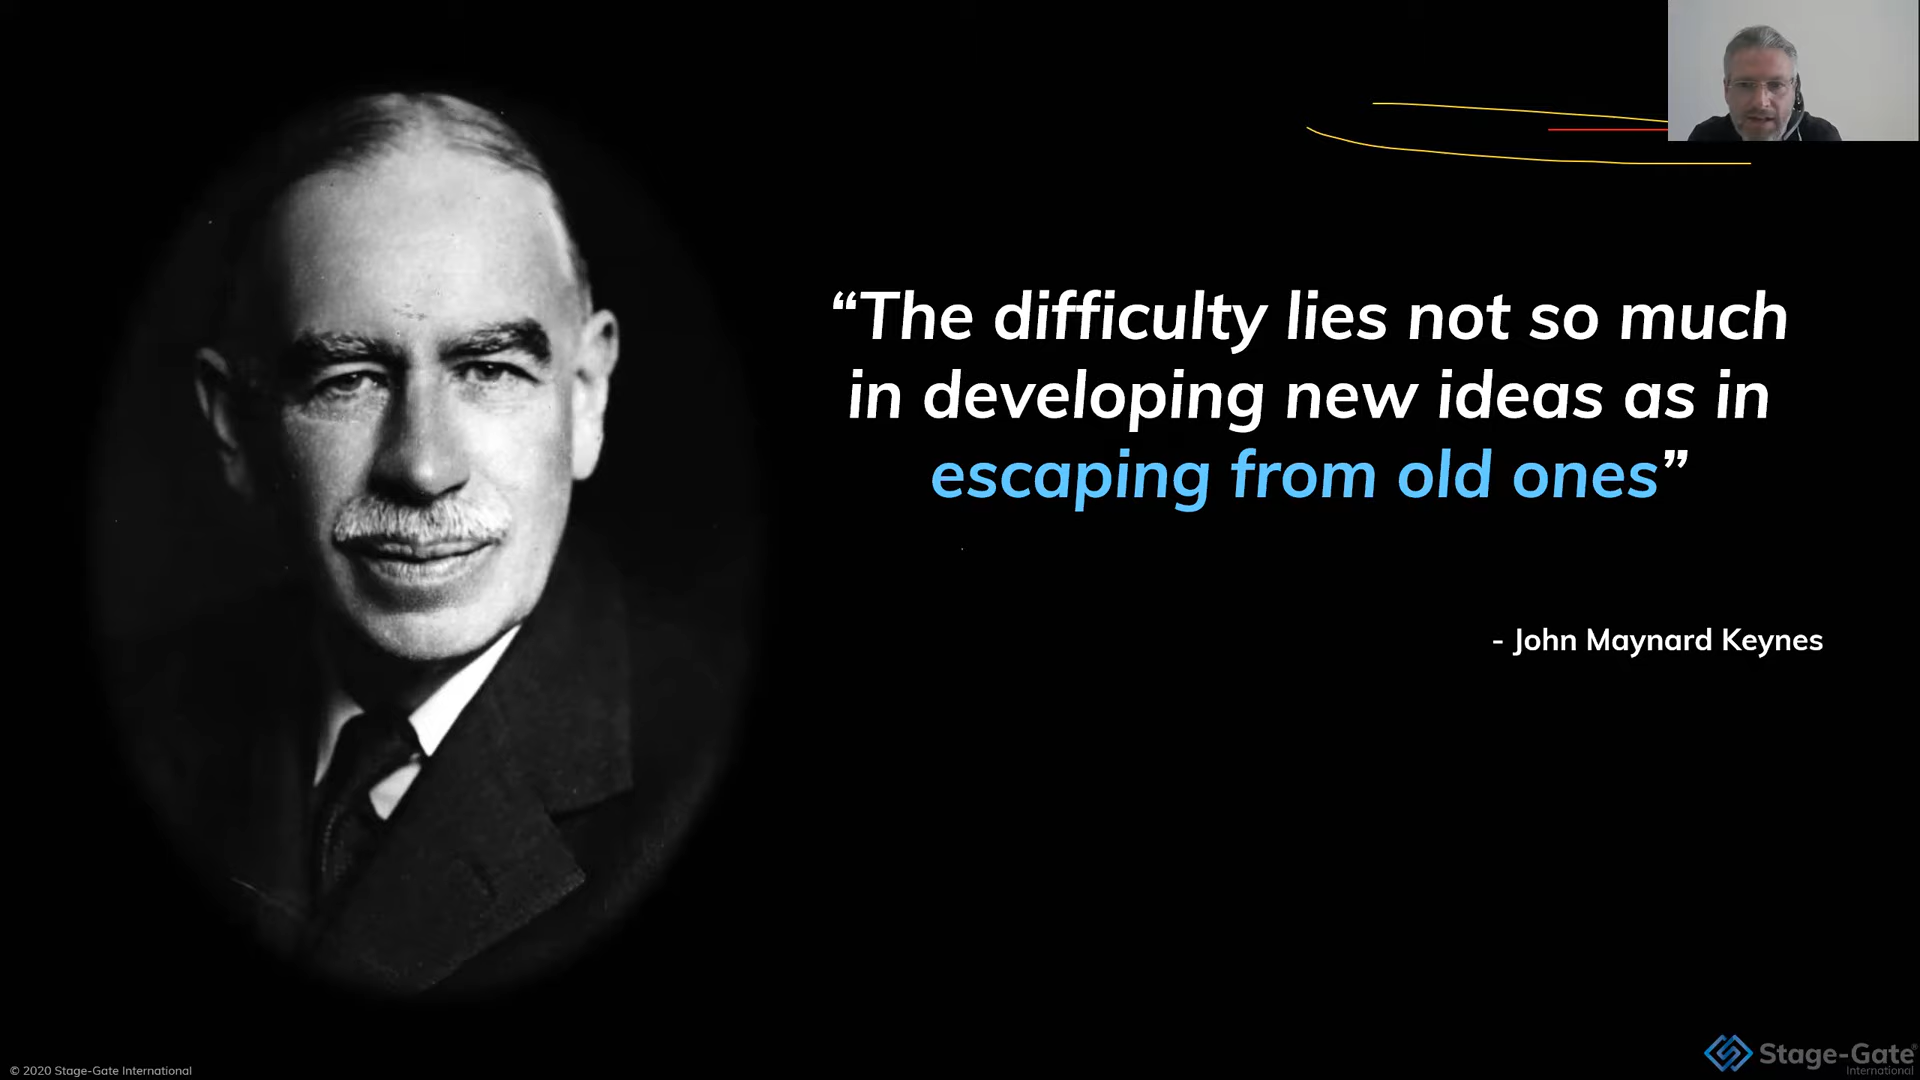 “The difficulty lies not so much
in developing new ideas as in
escaping from old ones”
- John Maynard Keynes
© 2020 Stage-Gate International
Stage-Gate®
International